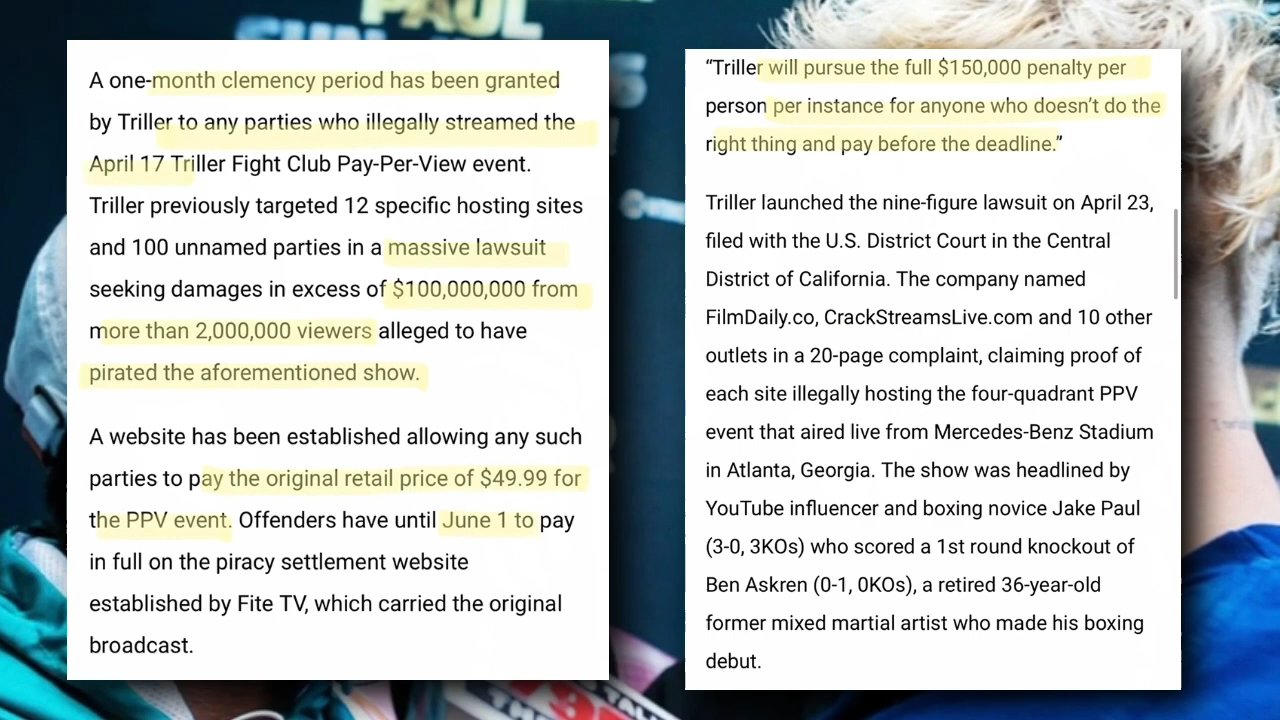 PAUL
A one-month clemency period has been granted
by Triller to any parties who illegally streamed the
April 17 Triller Fight Club Pay-Per-View event.
Triller previously targeted 12 specific hosting sites
and 100 unnamed parties in a massive lawsuit
seeking damages in excess of $100,000,000 from
more than 2,000,000 viewers alleged to have
pirated the aforementioned show.
A website has been established allowing any such
parties to pay the original retail price of $49.99 for
the PPV event. Offenders have until June 1 to pay
in full on the piracy settlement website
established by Fite TV, which carried the original
broadcast.
“Triller will pursue the full $150,000 penalty per
person per instance for anyone who doesn’t do the
right thing and pay before the deadline.”
Triller launched the nine-figure lawsuit on April 23,
filed with the U.S. District Court in the Central
District of California. The company named
FilmDaily.co, CrackStreamsLive.com and 10 other
outlets in a 20-page complaint, claiming proof of
each site illegally hosting the four-quadrant PPV
event that aired live from Mercedes-Benz Stadium
in Atlanta, Georgia. The show was headlined by
YouTube influencer and boxing novice Jake Paul
(3-0, 3KOs) who scored a 1st round knockout of
Ben Askren (0-1, 0KOs), a retired 36-year-old
former mixed martial artist who made his boxing
debut.